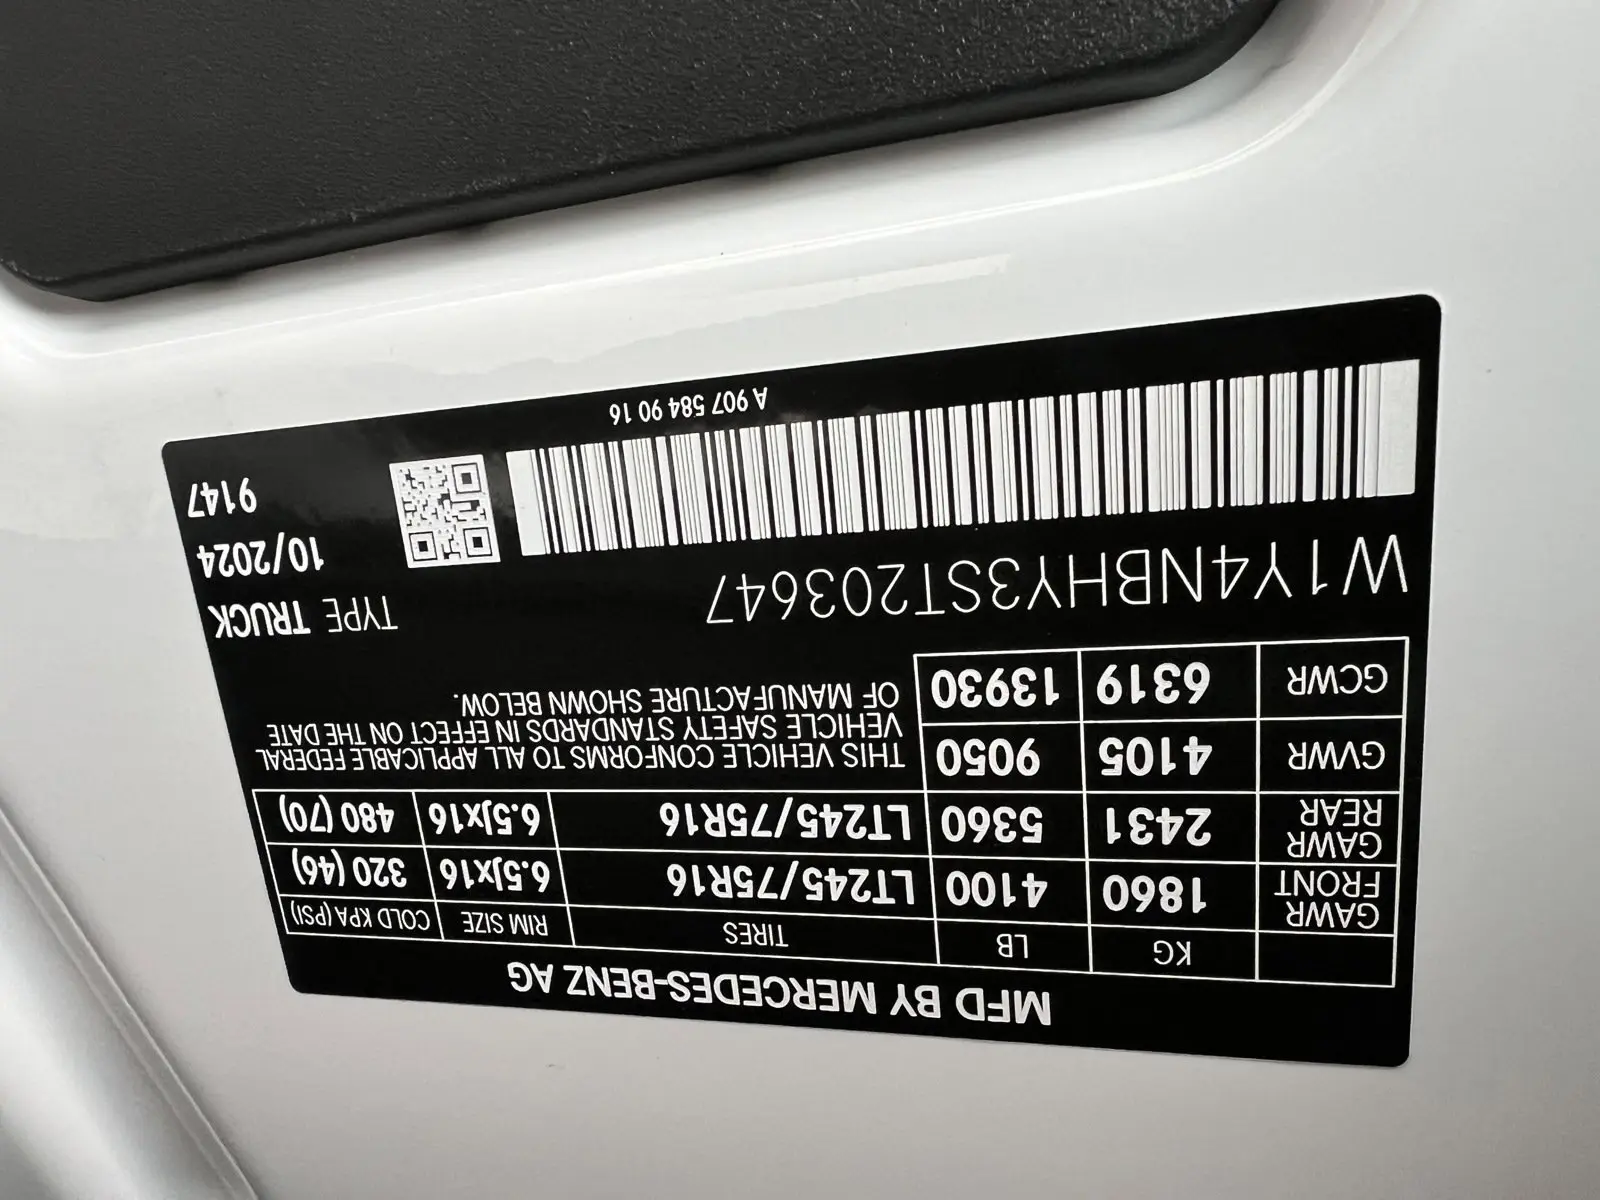 MFD BY MERCEDES-BENZ AG
KG LB TIRES RIM SIZE COLD KPA (PSI)
GAWR FRONT 1860 4100 LT245/75R16 6.5Jx16 320 (46)
GAWR REAR 2431 5360 LT245/75R16 6.5Jx16 480 (70)
GVWR 4105 9050
GCWR 6319 13930
THIS VEHICLE CONFORMS TO ALL APPLICABLE FEDERAL
VEHICLE SAFETY STANDARDS IN EFFECT ON THE DATE
OF MANUFACTURE SHOWN BELOW.
W1Y4NBHY3ST203647
TYPE TRUCK
10/2024
9147
A 907 584 90 16